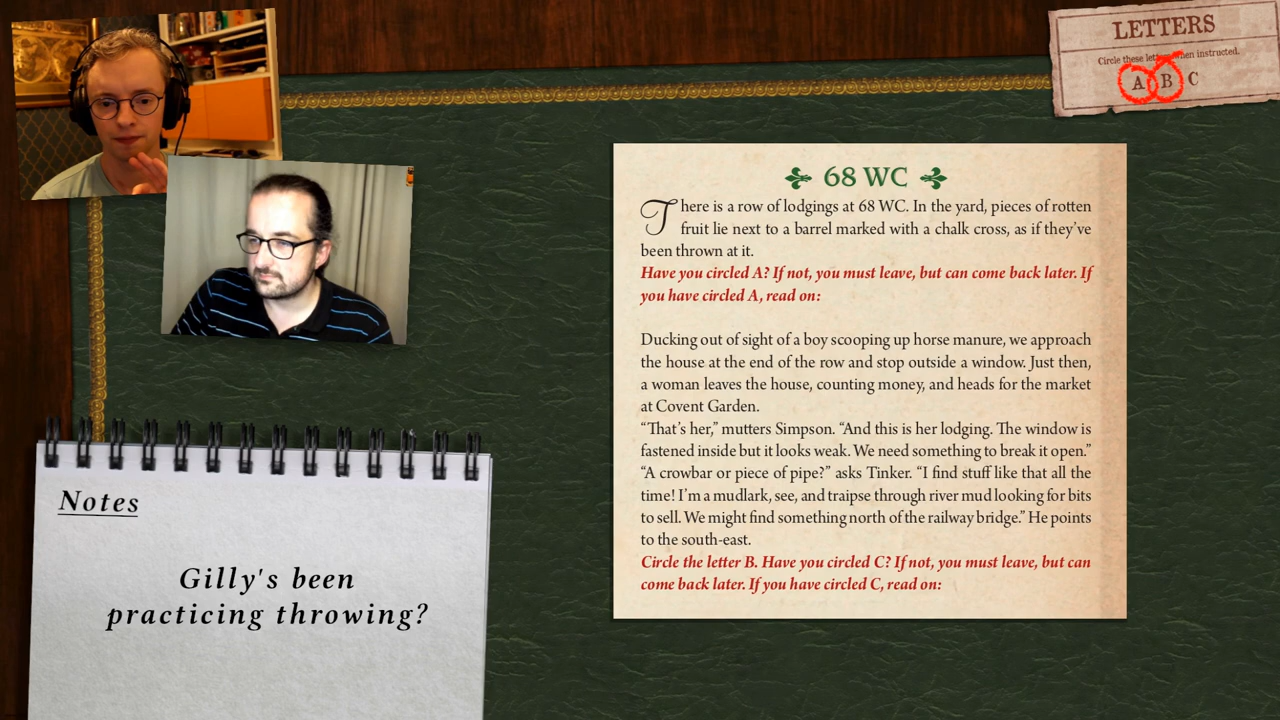 LETTERS
Circle these letters when instructed.
A B C
68 WC
There is a row of lodgings at 68 WC. In the yard, pieces of rotten
fruit lie next to a barrel marked with a chalk cross, as if they've
been thrown at it.
Have you circled A? If not, you must leave, but can come back later. If
you have circled A, read on:
Ducking out of sight of a boy scooping up horse manure, we approach
the house at the end of the row and stop outside a window. Just then,
a woman leaves the house, counting money, and heads for the market
at Covent Garden.
“That's her,” mutters Simpson. “And this is her lodging. The window is
fastened inside but it looks weak. We need something to break it open.”
“A crowbar or piece of pipe?” asks Tinker. “I find stuff like that all the
time! I'm a mudlark, see, and traipse through river mud looking for bits
to sell. We might find something north of the railway bridge.” He points
to the south-east.
Circle the letter B. Have you circled C? If not, you must leave, but can
come back later. If you have circled C, read on:
Notes
Gilly's been
practicing throwing?